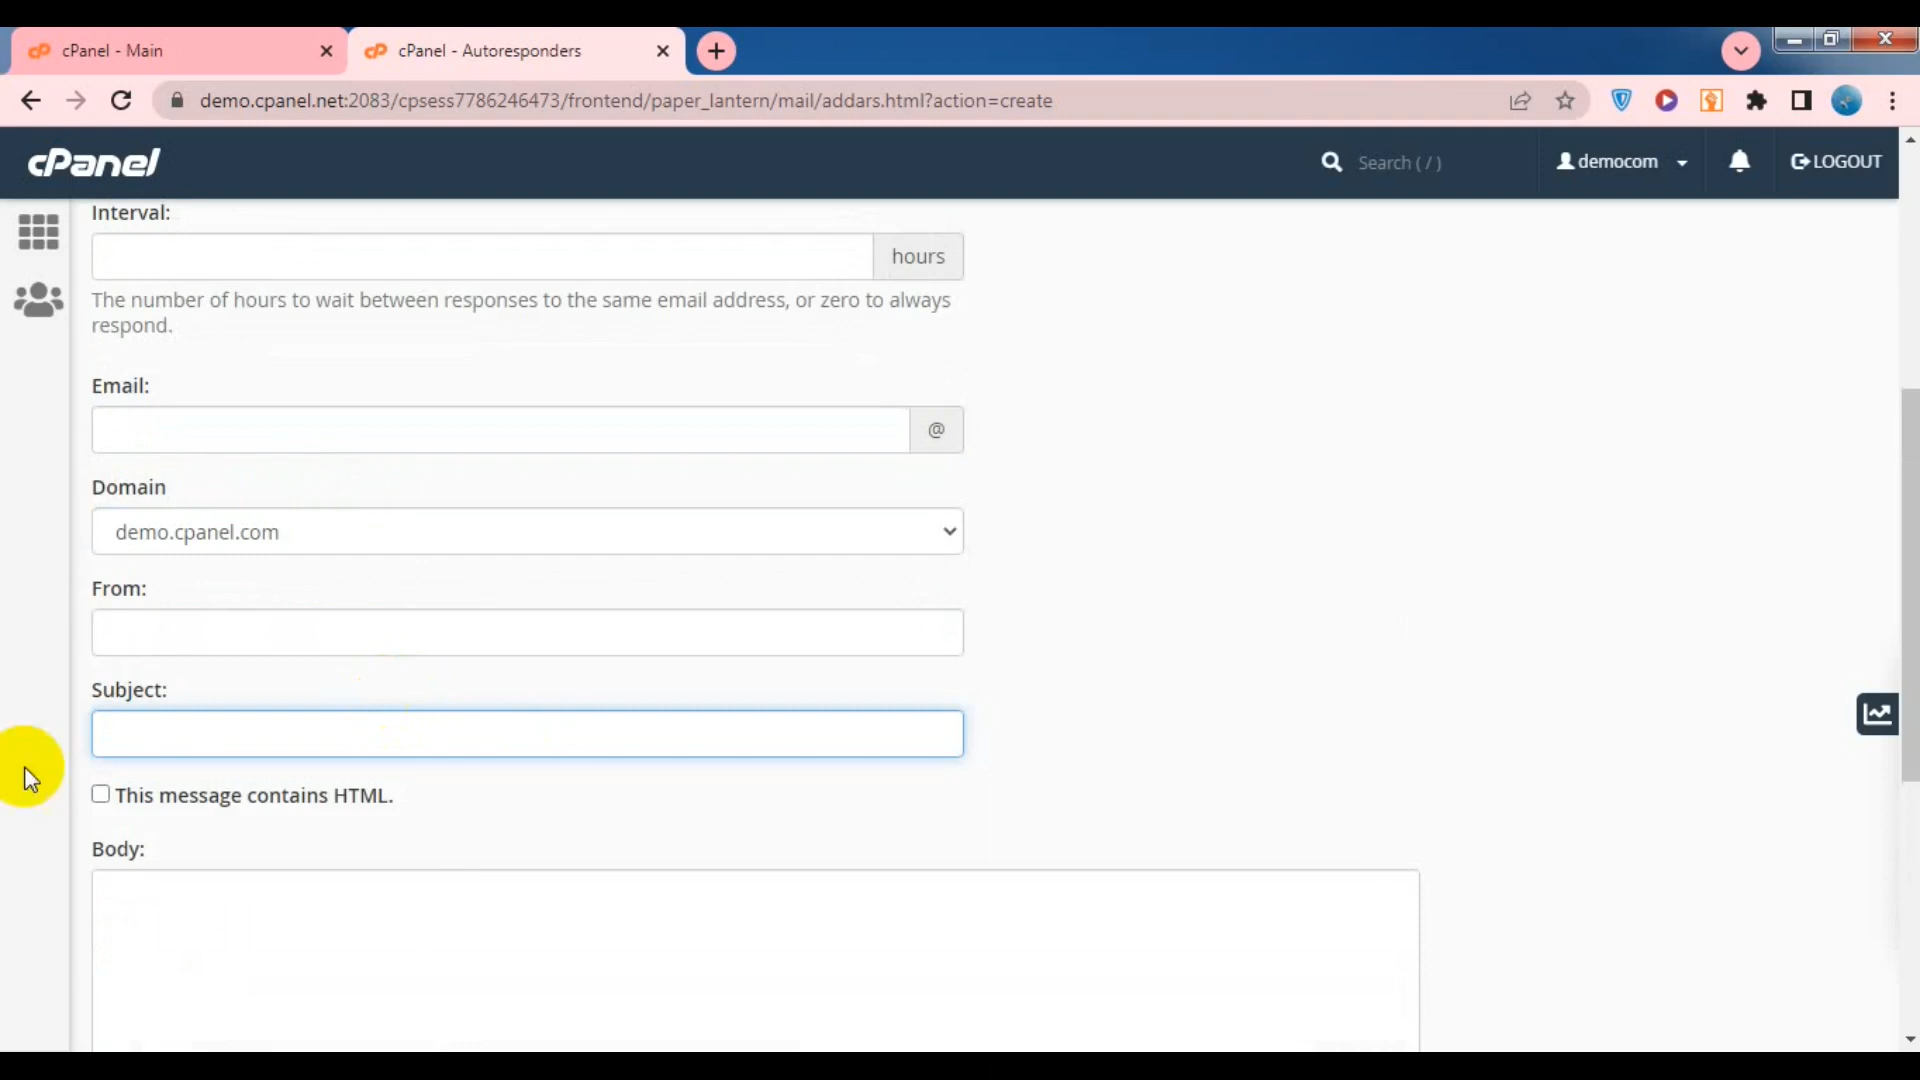 cPanel - Main
cPanel - Autoresponders
demo.cpanel.net:2083/cpsess7786246473/frontend/paper_lantern/mail/addars.html?action=create
cPanel
Search ( / )
democom
LOGOUT
Interval:
hours
The number of hours to wait between responses to the same email address, or zero to always
respond.
Email:
@
Domain
demo.cpanel.com
From:
Subject:
This message contains HTML.
Body: